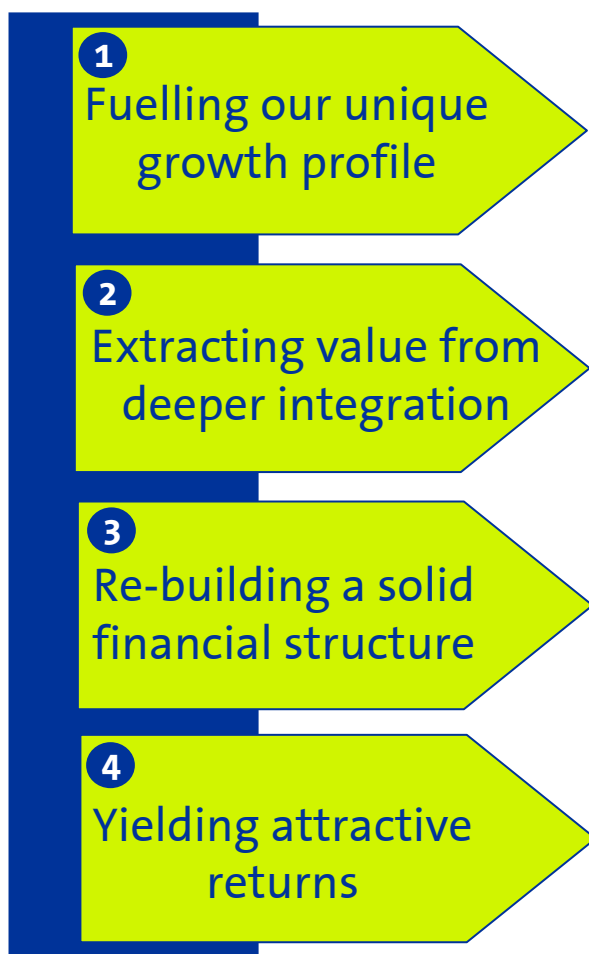 1
Fuelling our unique
growth profile
2
Extracting value from
deeper integration
3
Re-building a solid
financial structure
4
Yielding attractive
returns